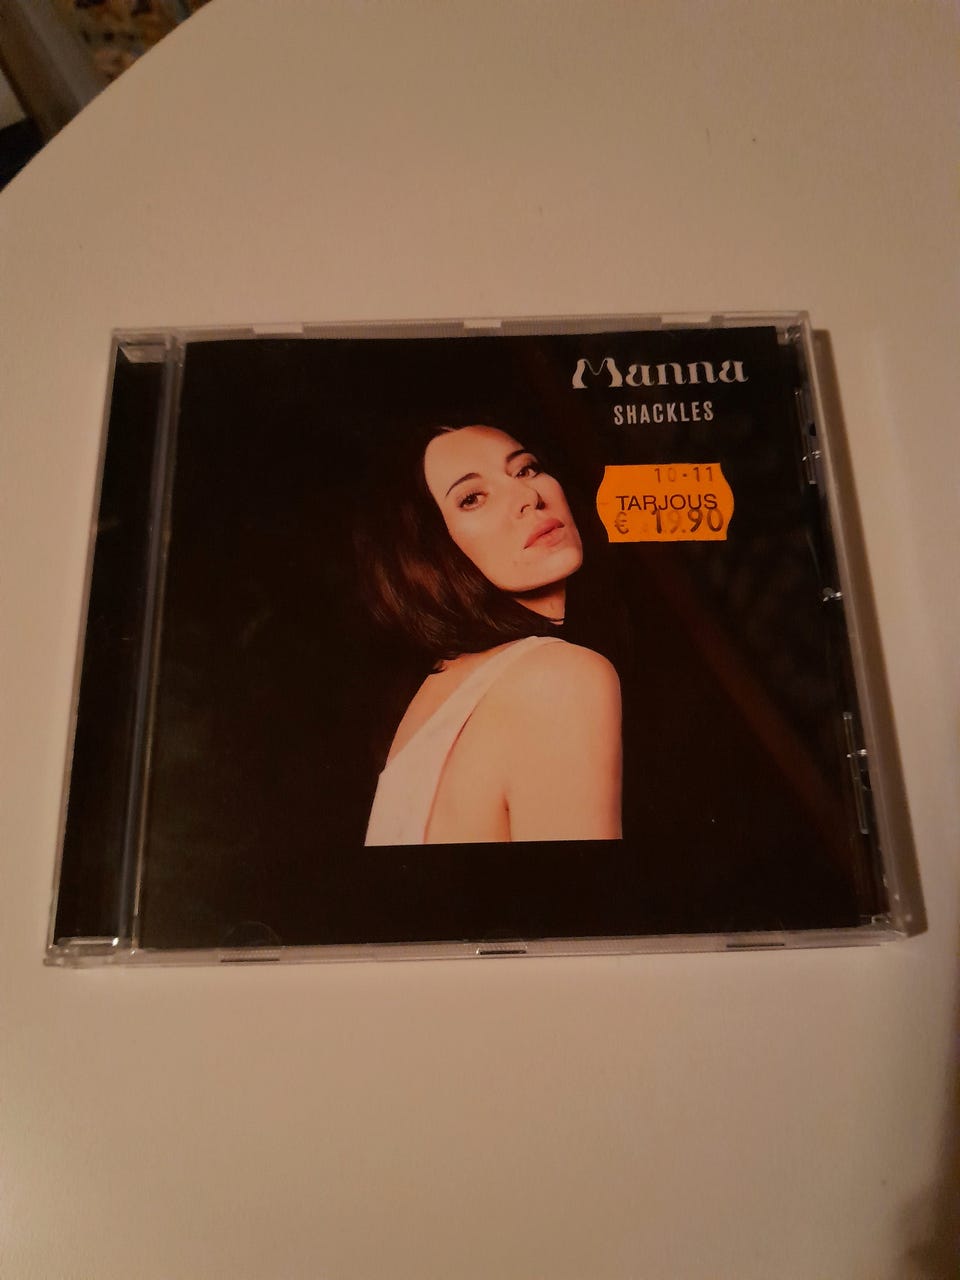 Manna
SHACKLES
10-11
TARJOUS
€ 19.90